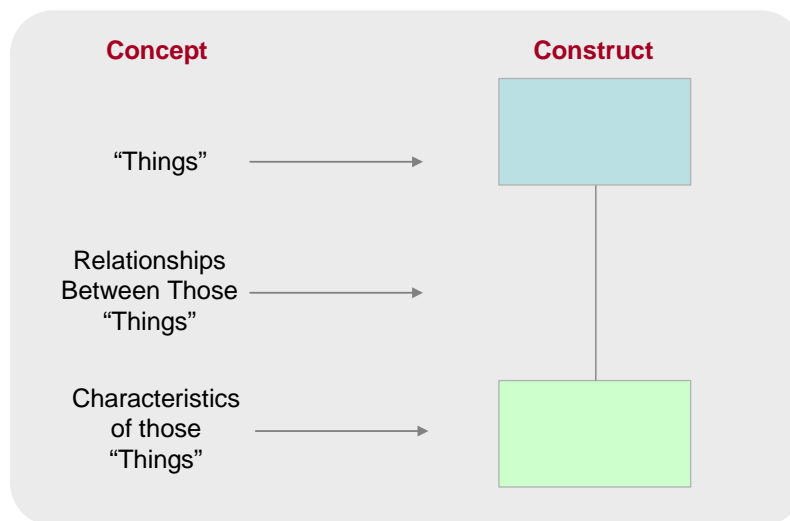 Concept
Construct
“Things”
Relationships
Between Those
“Things”
Characteristics
of those
“Things”